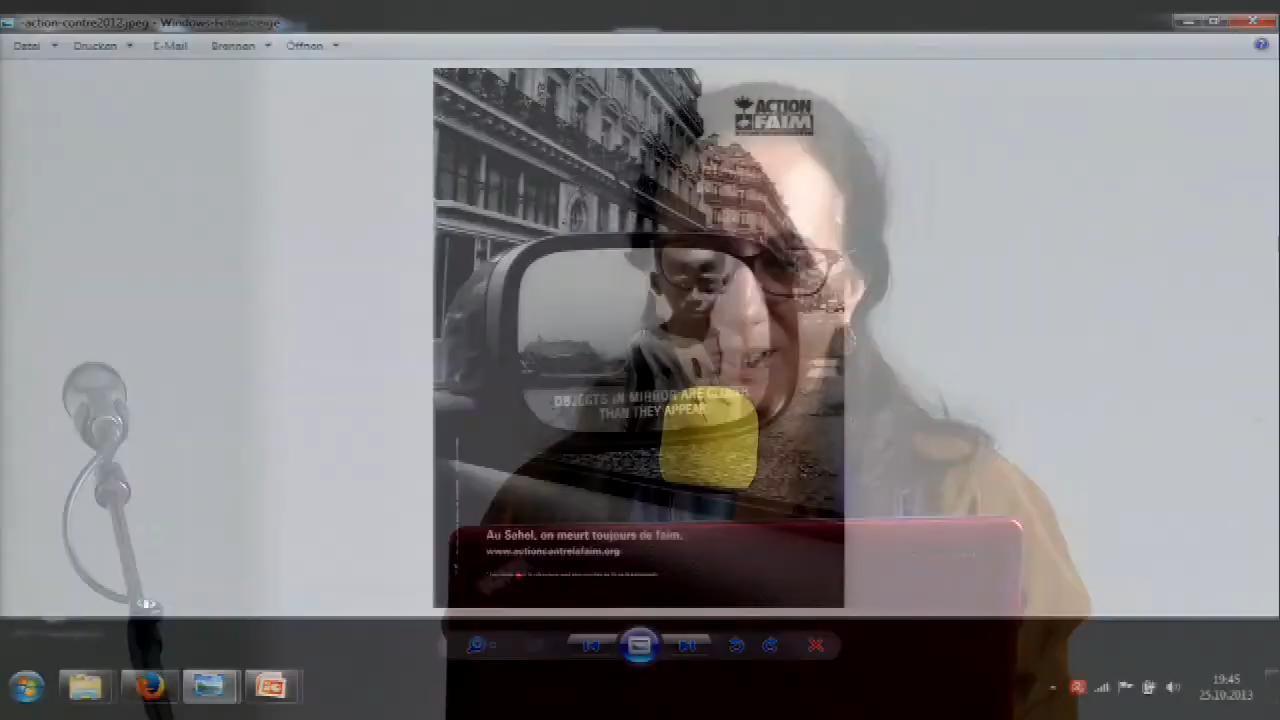 -action-contre2012.jpeg - Windows-Fotoanzeige
Datei Drucken E-Mail Brennen Öffnen
ACTION
FAIM
OBJECTS IN MIRROR ARE CLOSER
THAN THEY APPEAR
Au Sahel, on meurt toujours de faim.
www.actioncontrelafaim.org
19:45
25.10.2013